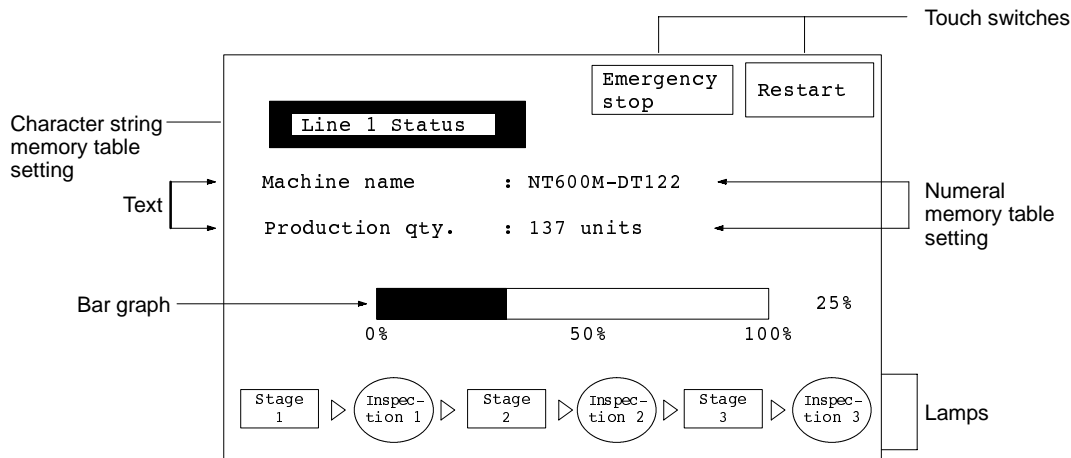 Touch switches
Emergency
stop
Restart
Line 1 Status
Character string
memory table
setting
Machine name : NT600M-DT122
Text
Production qty. : 137 units
Numeral
memory table
setting
Bar graph
25%
0% 50% 100%
Stage
1
Inspec-
tion 1
Stage
2
Inspec-
tion 2
Stage
3
Inspec-
tion 3
Lamps